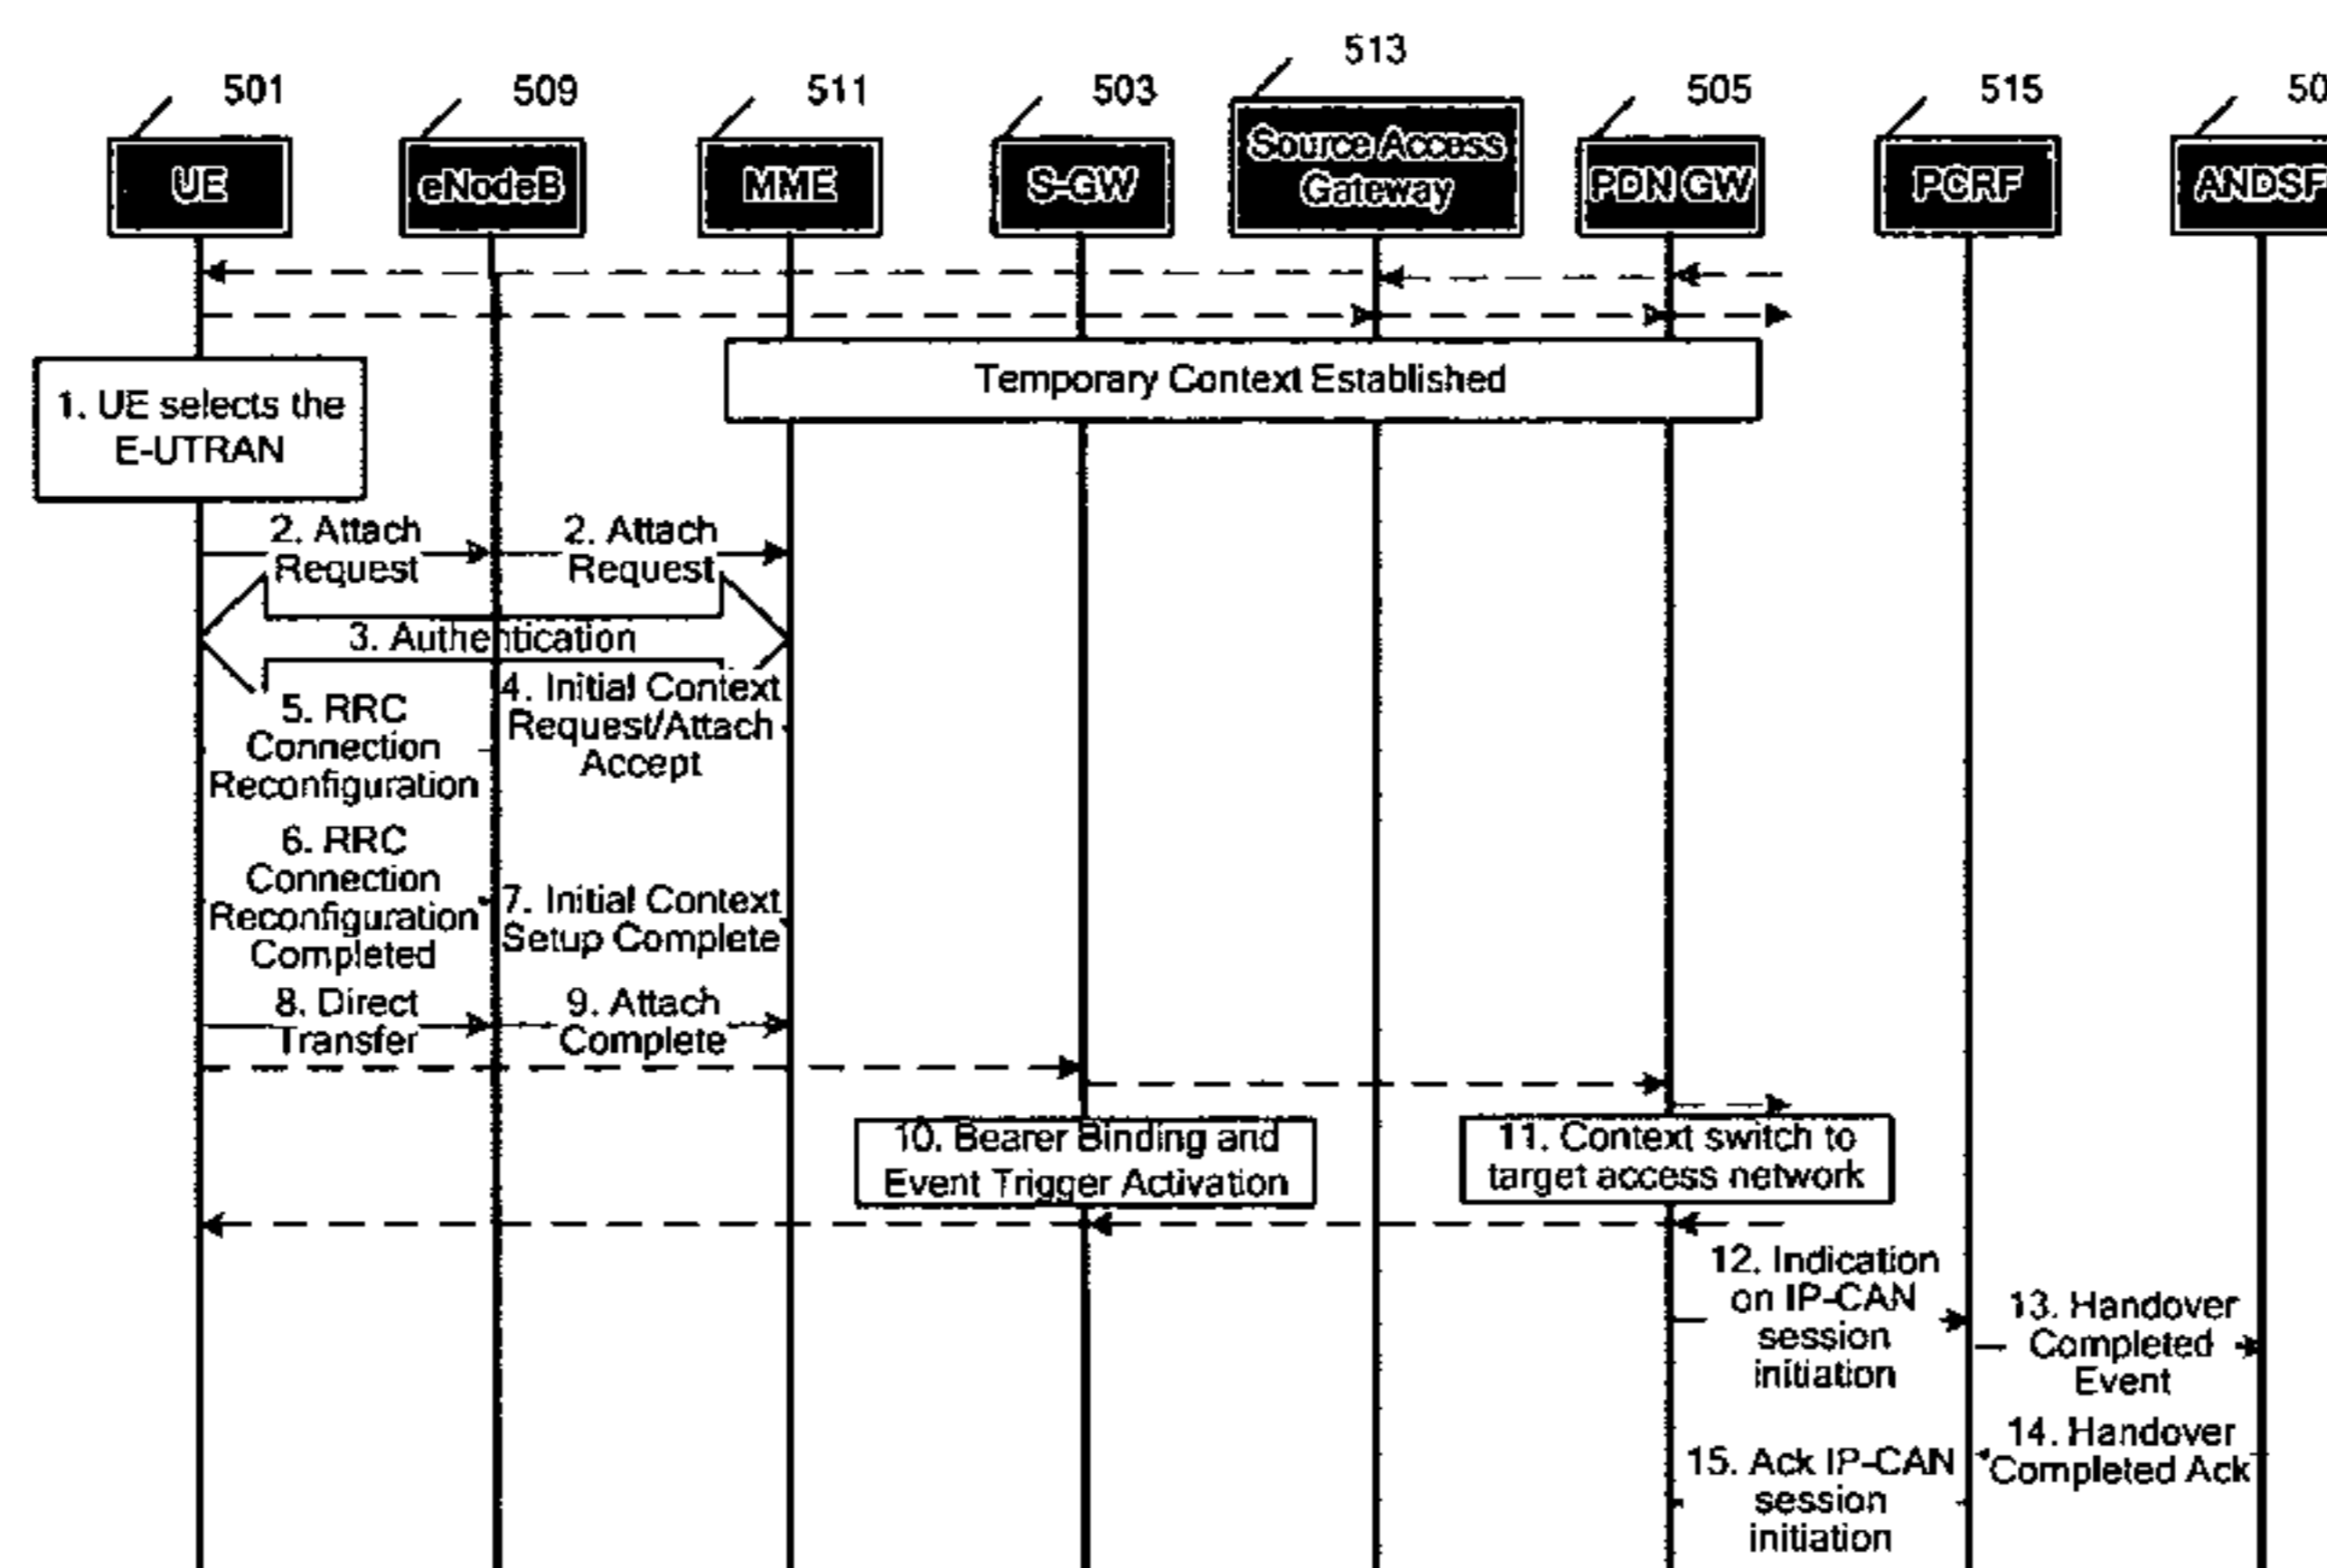 513
501
509
511
503
505
515
50
UE
eNodeB
MME
S-GW
Source Access
Gateway
PDN GW
PCRF
ANDSF
Temporary Context Established
1. UE selects the
E-UTRAN
2. Attach
Request
2. Attach
Request
3. Authentication
4. Initial Context
Request/Attach
Accept
5. RRC
Connection
Reconfiguration
6. RRC
Connection
Reconfiguration
Completed
7. Initial Context
Setup Complete
8. Direct
Transfer
9. Attach
Complete
10. Bearer Binding and
Event Trigger Activation
11. Context switch to
target access network
12. Indication
on IP-CAN
session
initiation
13. Handover
Completed
Event
14. Handover
Completed Ack
15. Ack IP-CAN
session
initiation